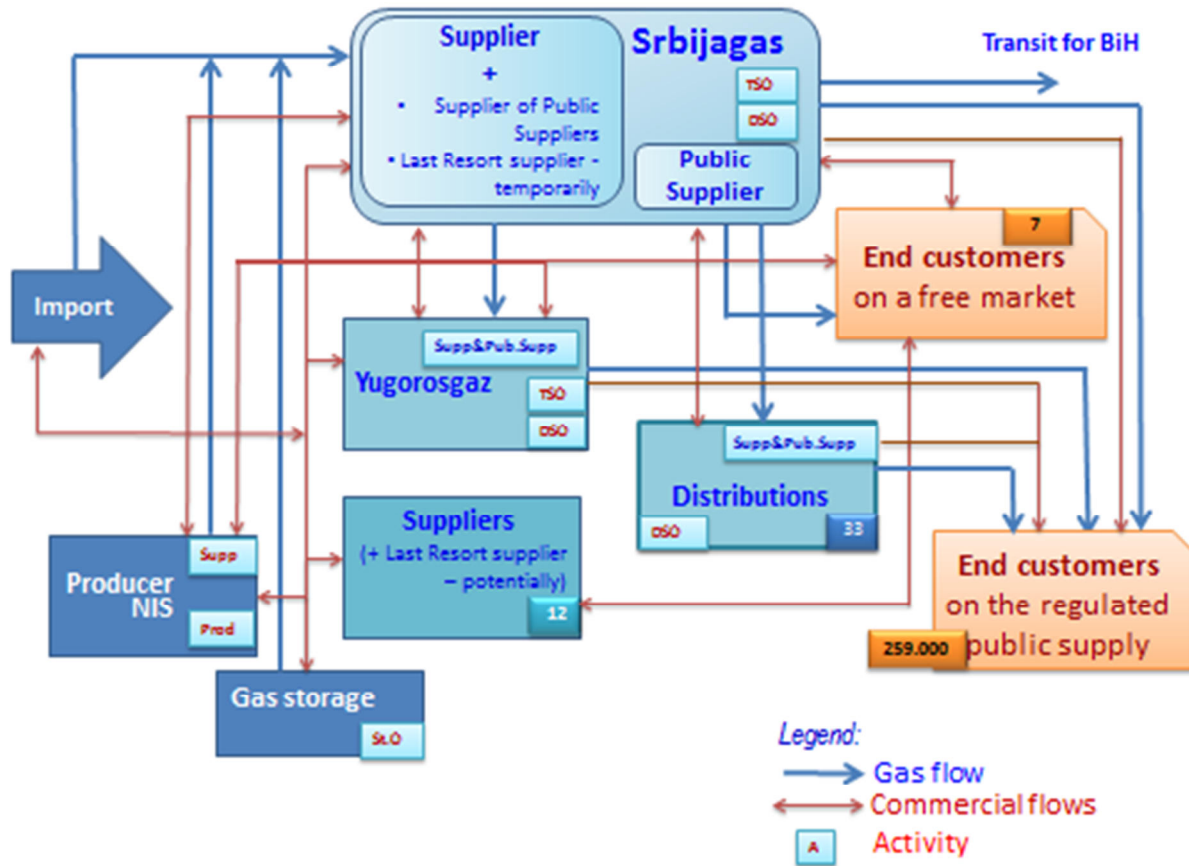 Supplier
+
▪ Supplier of Public
Suppliers
▪ Last Resort supplier -
temporarily
Srbijagas
TSO
DSO
Public
Supplier
Transit for BiH
7
End customers
on a free market
Import
Supp&Pub.Supp
Yugorosgaz
TSO
DSO
Supp&Pub.Supp
Distributions
DSO
33
Suppliers
(+ Last Resort supplier
– potentially)
12
Supp
Producer
NIS
Prod
End customers
on the regulated
public supply
259.000
Gas storage
St.O
Legend:
Gas flow
Commercial flows
A
Activity